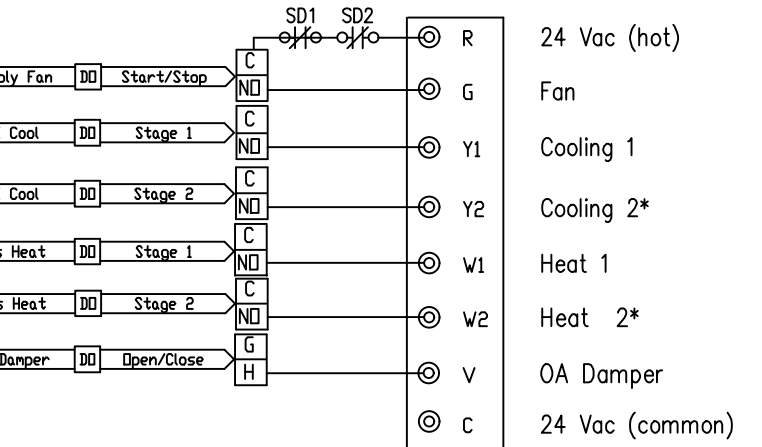 SD1 SD2
R 24 Vac (hot)
C
Fan DO Start/Stop
NO G Fan
C
Cool DO Stage 1
NO Y1 Cooling 1
C
Cool DO Stage 2
NO Y2 Cooling 2*
C
Heat DO Stage 1
NO W1 Heat 1
C
Heat DO Stage 2
NO W2 Heat 2*
G
Damper DO Open/Close
H V OA Damper
C 24 Vac (common)